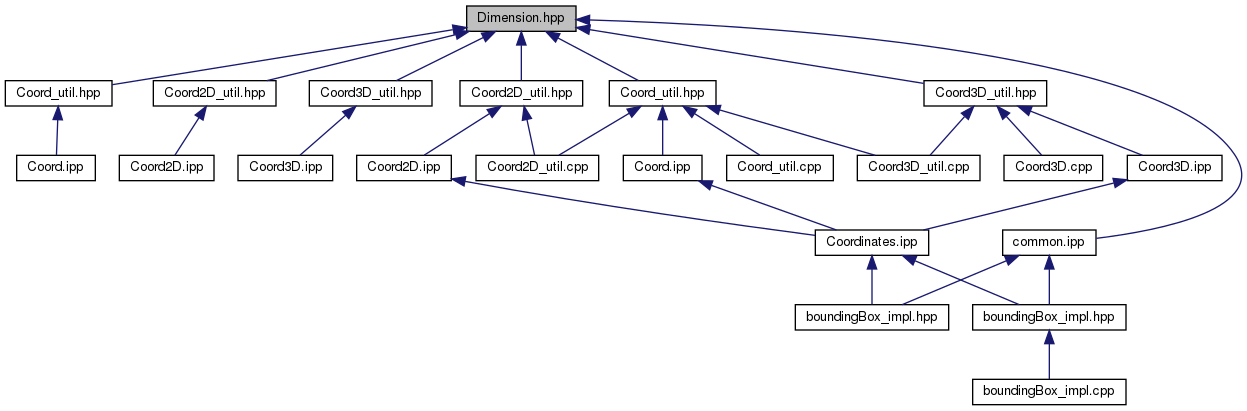 Dimension.hpp
Coord_util.hpp
Coord2D_util.hpp
Coord3D_util.hpp
Coord2D_util.hpp
Coord_util.hpp
Coord3D_util.hpp
Coord.ipp
Coord2D.ipp
Coord3D.ipp
Coord2D.ipp
Coord2D_util.cpp
Coord.ipp
Coord_util.cpp
Coord3D_util.cpp
Coord3D.cpp
Coord3D.ipp
Coordinates.ipp
common.ipp
boundingBox_impl.hpp
boundingBox_impl.hpp
boundingBox_impl.cpp